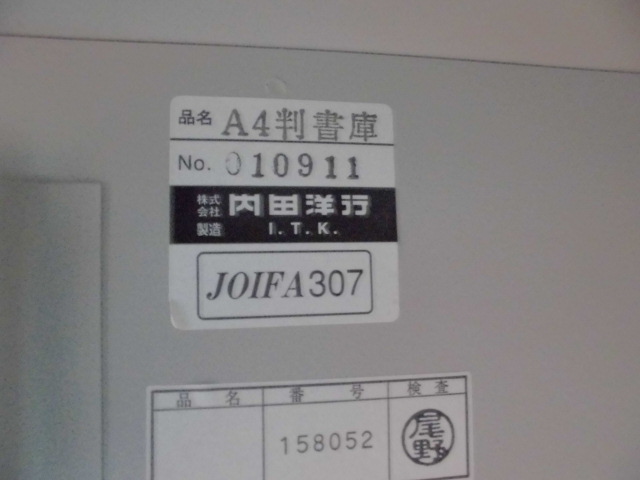 品名 A4判書庫
No. 010911
株式会社 内田洋行
製造 I.T.K.
JOIFA307
品名 番号 検査
158052 尾野